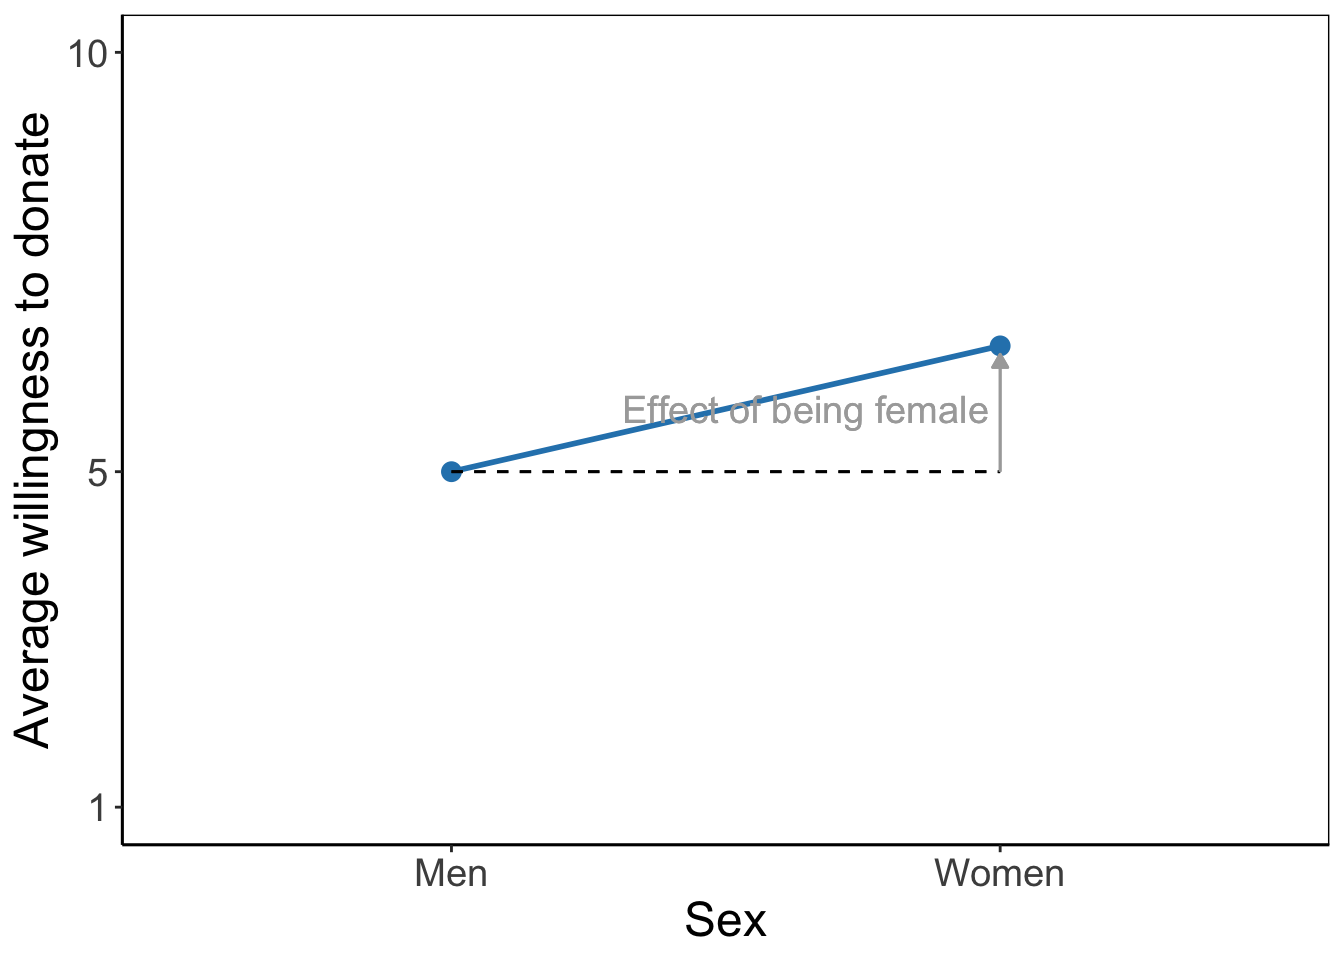 Average willingness to donate
10
5
1
Effect of being female
Men
Women
Sex